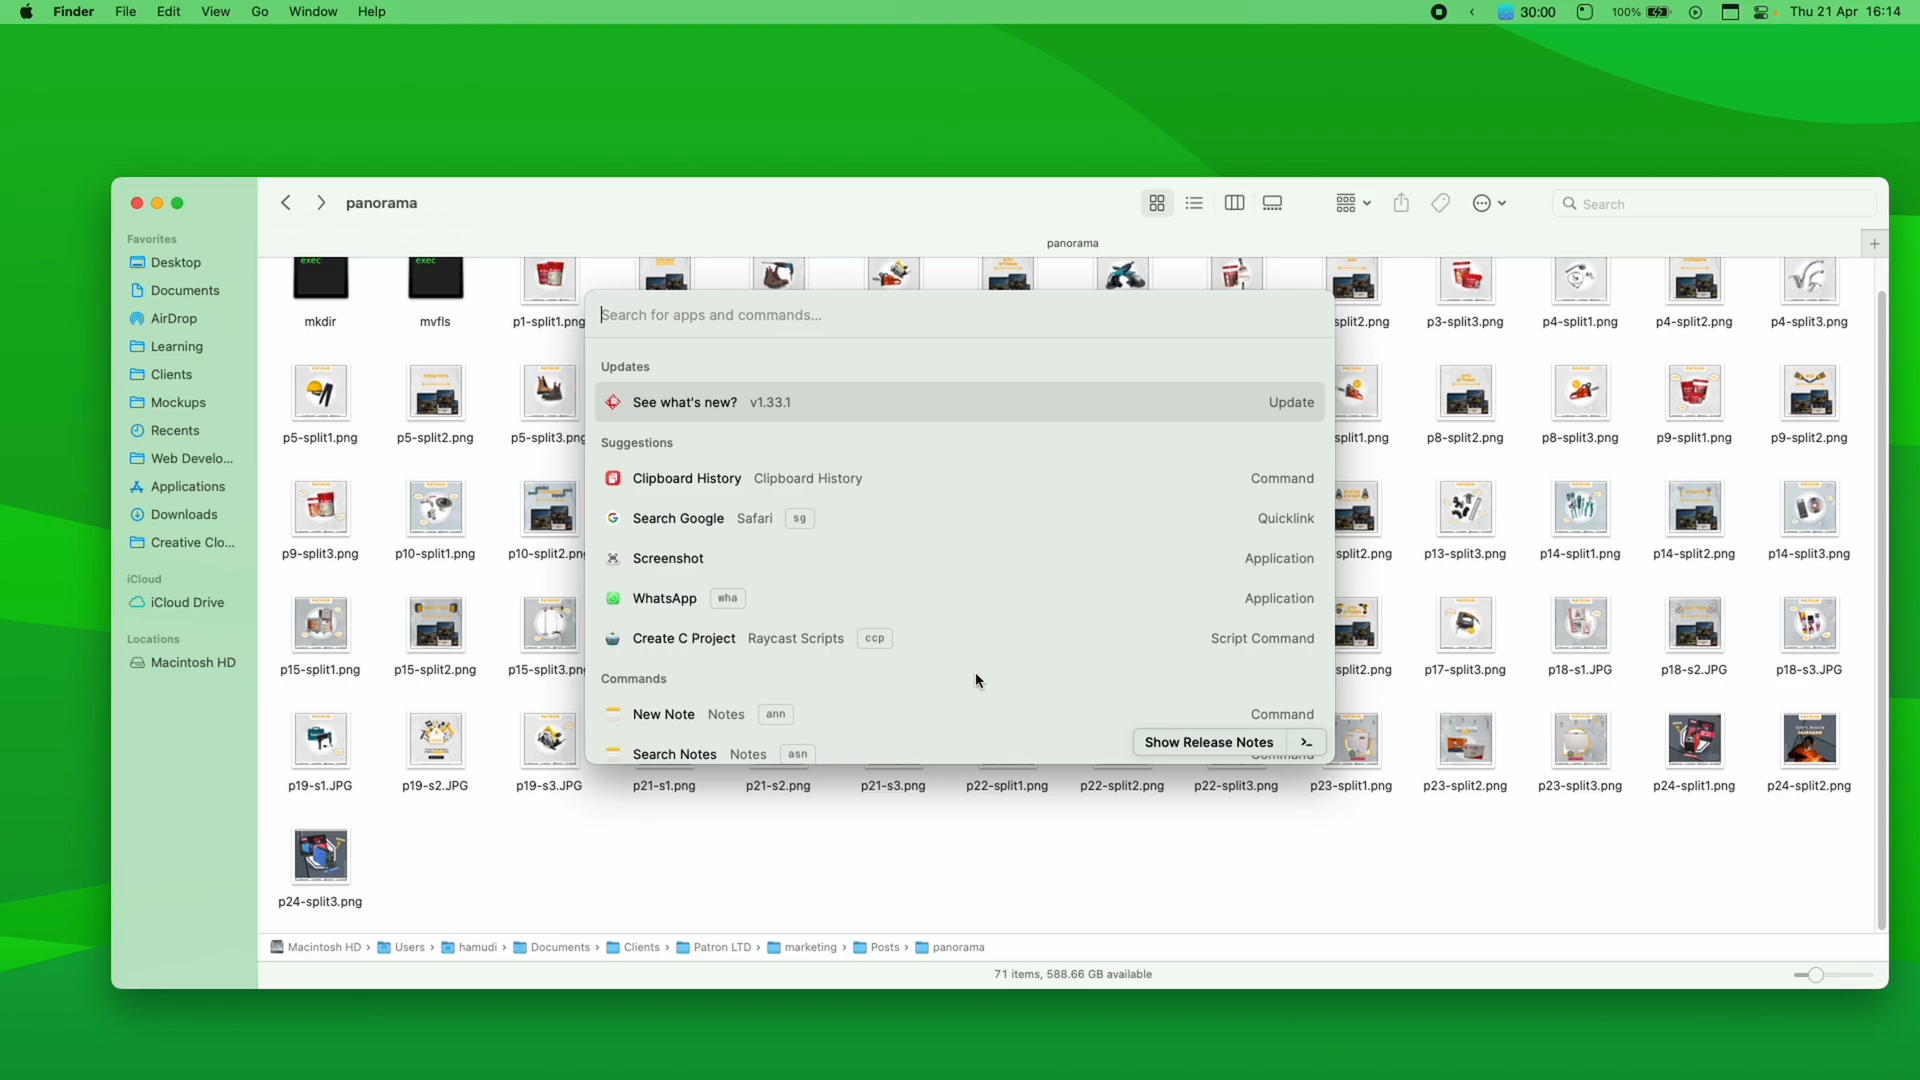 Finder File Edit View Go Window Help
30:00 100% Thu 21 Apr 16:14
panorama
Search
panorama
Favorites
Desktop
Documents
AirDrop
Learning
Clients
Mockups
Recents
Web Develo...
Applications
Downloads
Creative Clo...
iCloud
iCloud Drive
Locations
Macintosh HD
exec exec
mkdir mvfls p1-split1.png split2.png p3-split3.png p4-split1.png p4-split2.png p4-split3.png
p5-split1.png p5-split2.png p5-split3.png split1.png p8-split2.png p8-split3.png p9-split1.png p9-split2.png
p9-split3.png p10-split1.png p10-split2.png split2.png p13-split3.png p14-split1.png p14-split2.png p14-split3.png
p15-split1.png p15-split2.png p15-split3.png split2.png p17-split3.png p18-s1.JPG p18-s2.JPG p18-s3.JPG
p19-s1.JPG p19-s2.JPG p19-s3.JPG p21-s1.png p21-s2.png p21-s3.png p22-split1.png p22-split2.png p22-split3.png p23-split1.png p23-split2.png p23-split3.png p24-split1.png p24-split2.png
p24-split3.png
Search for apps and commands...
Updates
See what's new? v1.33.1 Update
Suggestions
Clipboard History Clipboard History Command
Search Google Safari sg Quicklink
Screenshot Application
WhatsApp wha Application
Create C Project Raycast Scripts ccp Script Command
Commands
New Note Notes ann Command
Search Notes Notes asn Command
Show Release Notes >_
Macintosh HD › Users › hamudi › Documents › Clients › Patron LTD › marketing › Posts › panorama
71 items, 588.66 GB available